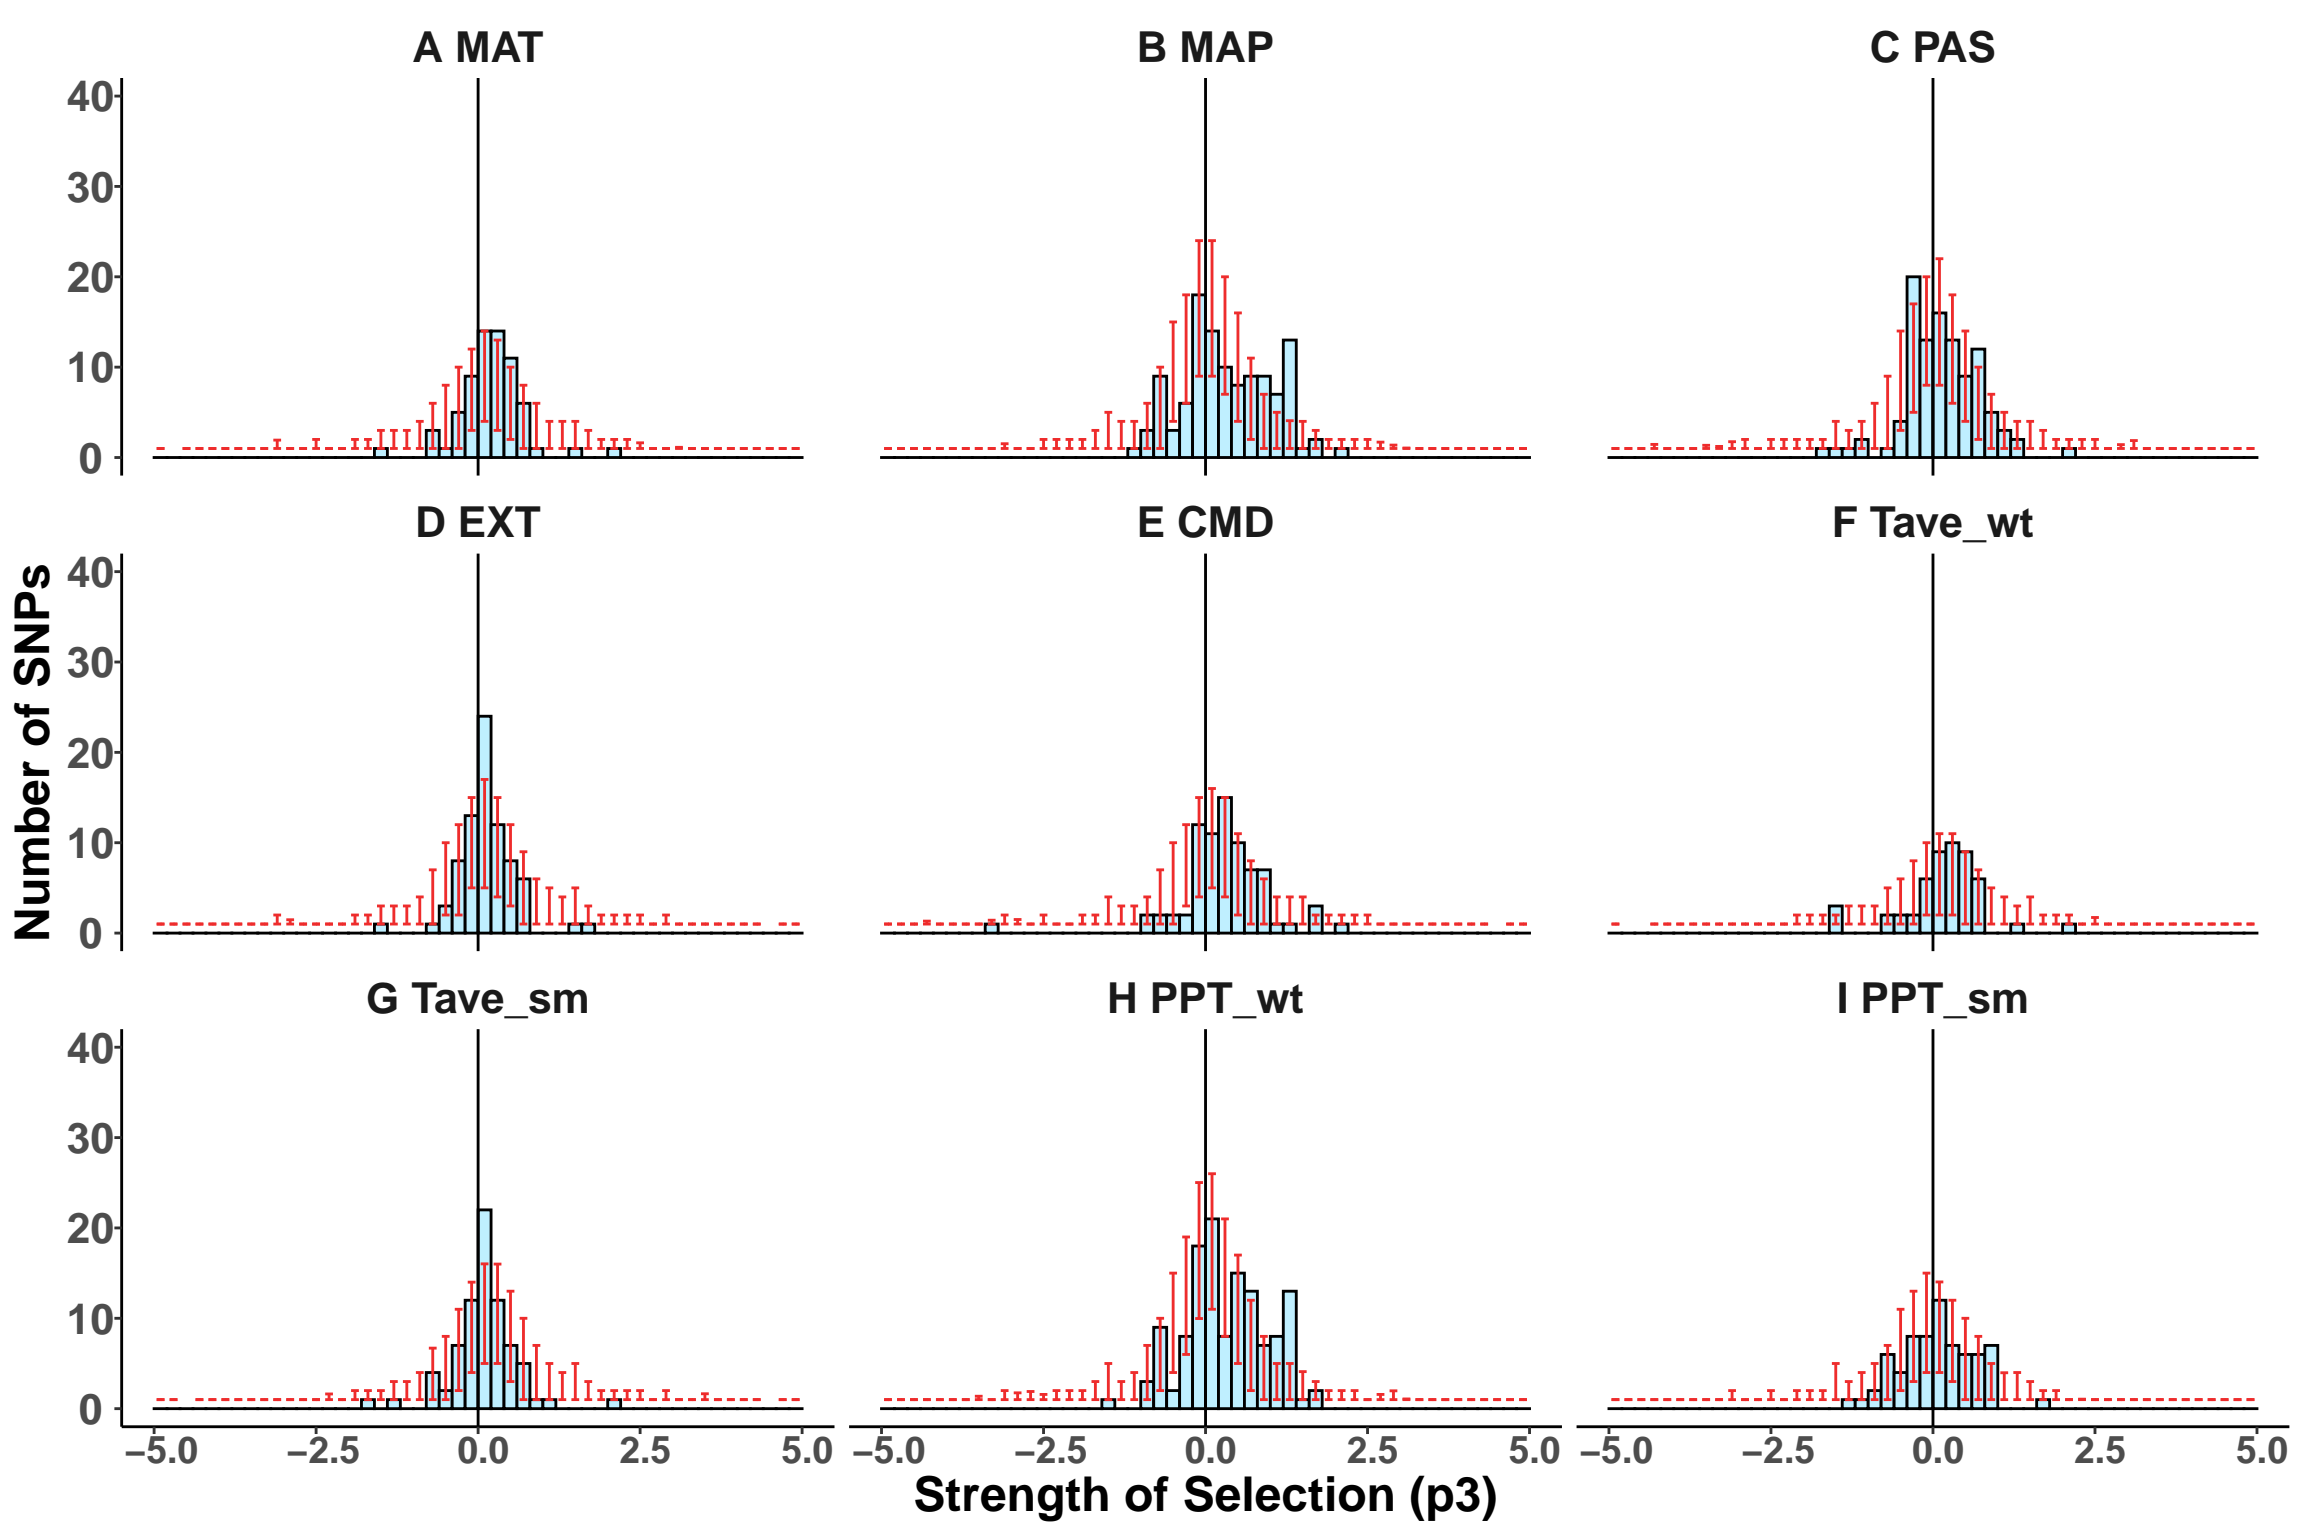 A MAT
B MAP
C PAS
40
30
20
10
0
D EXT
E CMD
F Tave_wt
40
30
20
10
0
Number of SNPs
G Tave_sm
H PPT_wt
I PPT_sm
40
30
20
10
0
−5.0 −2.5 0.0 2.5 5.0
−5.0 −2.5 0.0 2.5 5.0
−5.0 −2.5 0.0 2.5 5.0
Strength of Selection (p3)